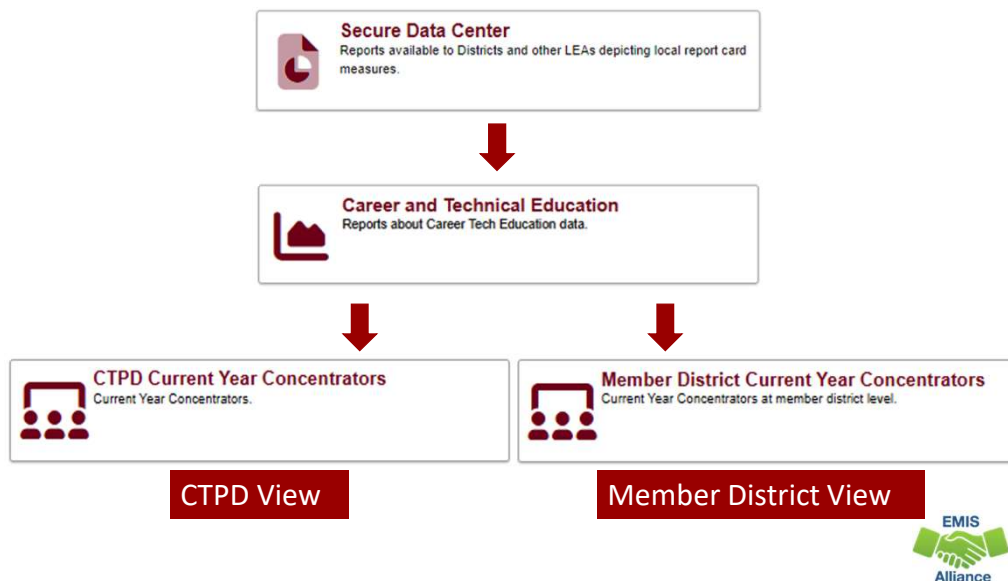 Secure Data Center
Reports available to Districts and other LEAs depicting local report card
measures.
Career and Technical Education
Reports about Career Tech Education data.
CTPD Current Year Concentrators
Current Year Concentrators.
Member District Current Year Concentrators
Current Year Concentrators at member district level.
CTPD View
Member District View
EMIS
Alliance